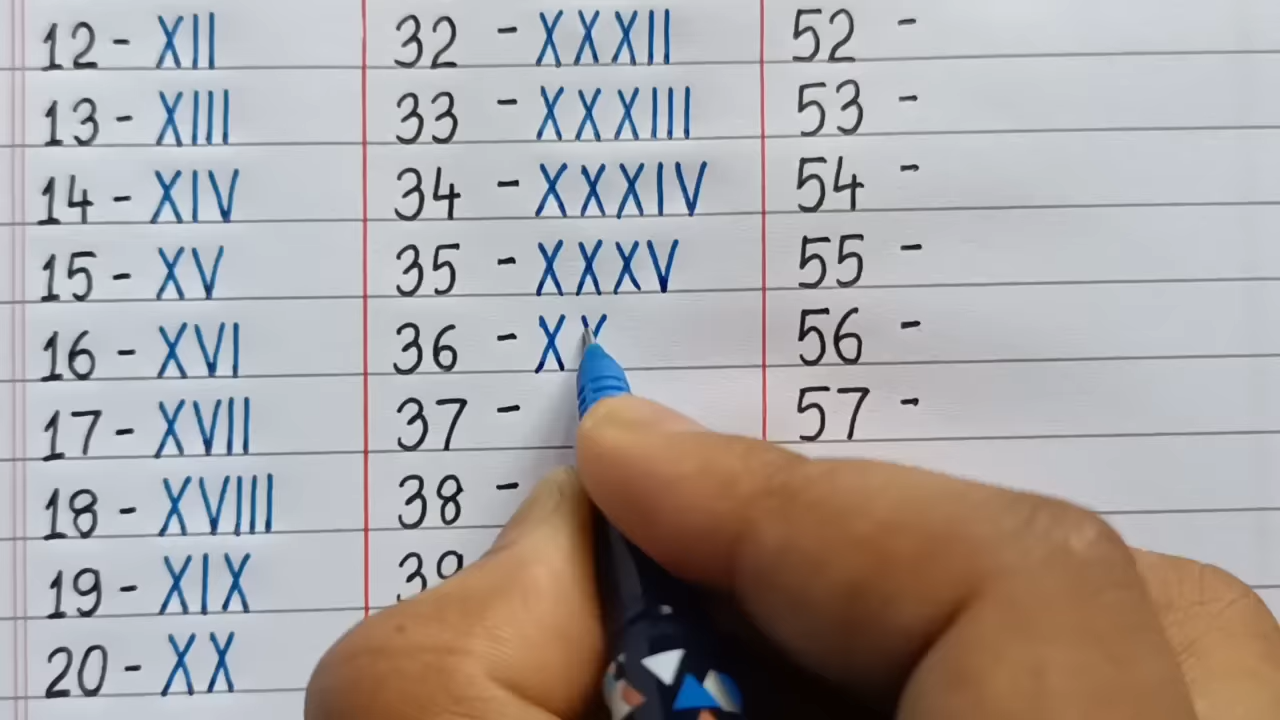 12 - XII
13 - XIII
14 - XIV
15 - XV
16 - XVI
17 - XVII
18 - XVIII
19 - XIX
20 - XX
32 - XXXII
33 - XXXIII
34 - XXXIV
35 - XXXV
36 - XX
37 -
38 -
39
52 -
53 -
54 -
55 -
56 -
57 -